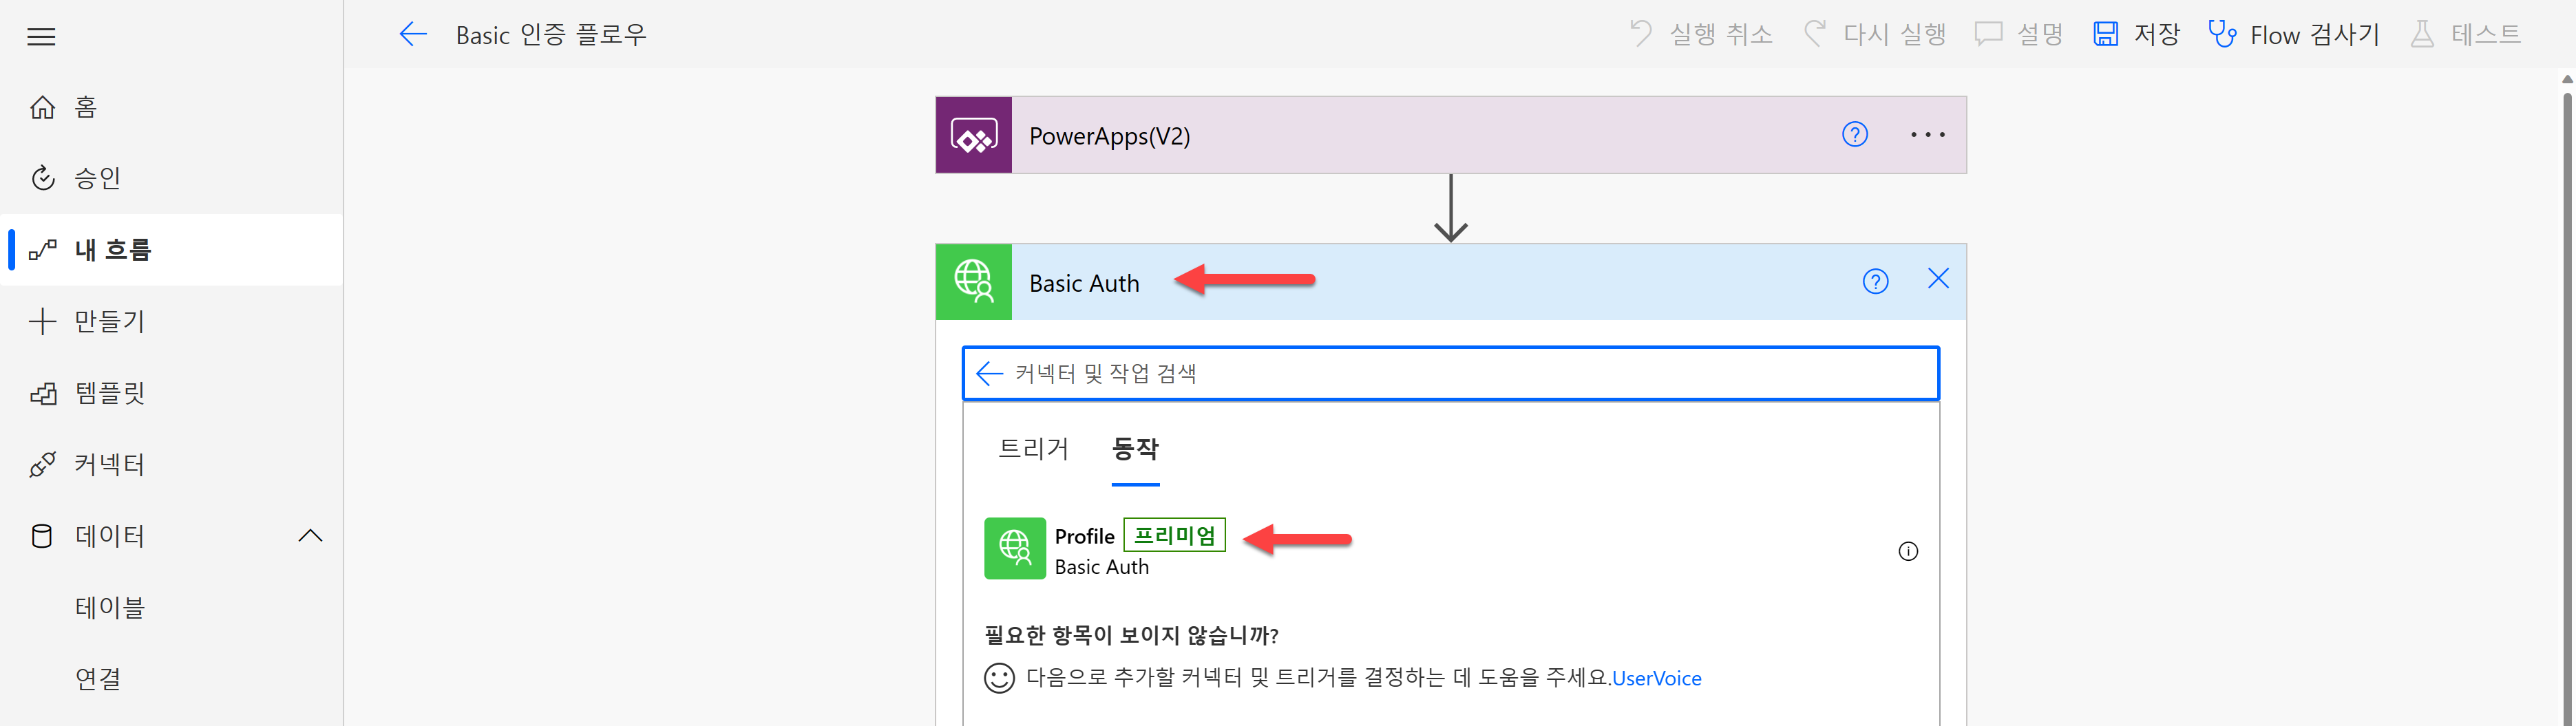 Basic 인증 플로우
실행 취소
다시 실행
설명
저장
Flow 검사기
테스트
홈
승인
내 흐름
만들기
템플릿
커넥터
데이터
테이블
연결
PowerApps(V2)
Basic Auth
커넥터 및 작업 검색
트리거
동작
Profile 프리미엄
Basic Auth
필요한 항목이 보이지 않습니까?
다음으로 추가할 커넥터 및 트리거를 결정하는 데 도움을 주세요.UserVoice